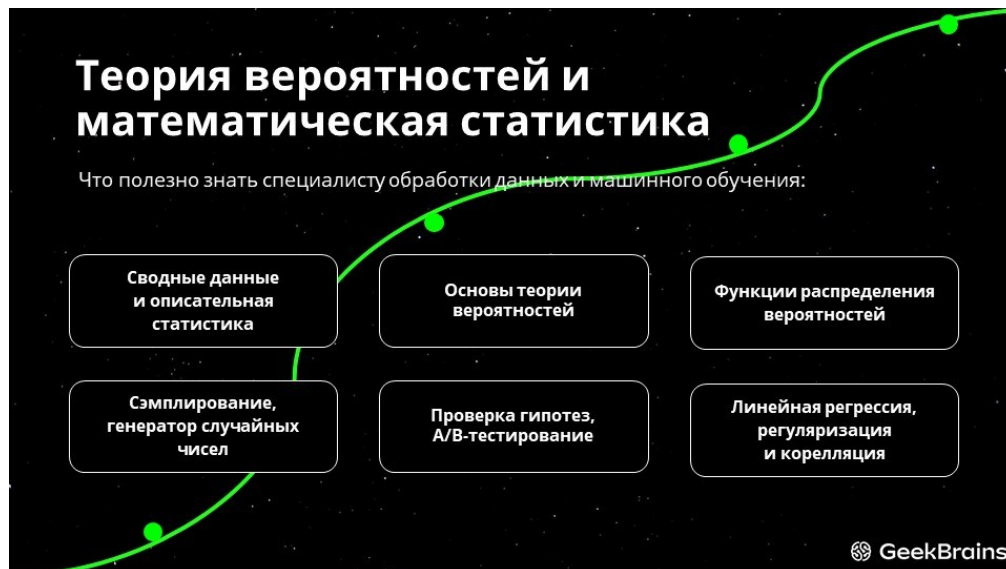 Теория вероятностей и
математическая статистика
Что полезно знать специалисту обработки данных и машинного обучения:
Сводные данные
и описательная
статистика
Основы теории
вероятностей
Функции распределения
вероятностей
Сэмплирование,
генератор случайных
чисел
Проверка гипотез,
А/В-тестирование
Линейная регрессия,
регуляризация
и корелляция
GeekBrains